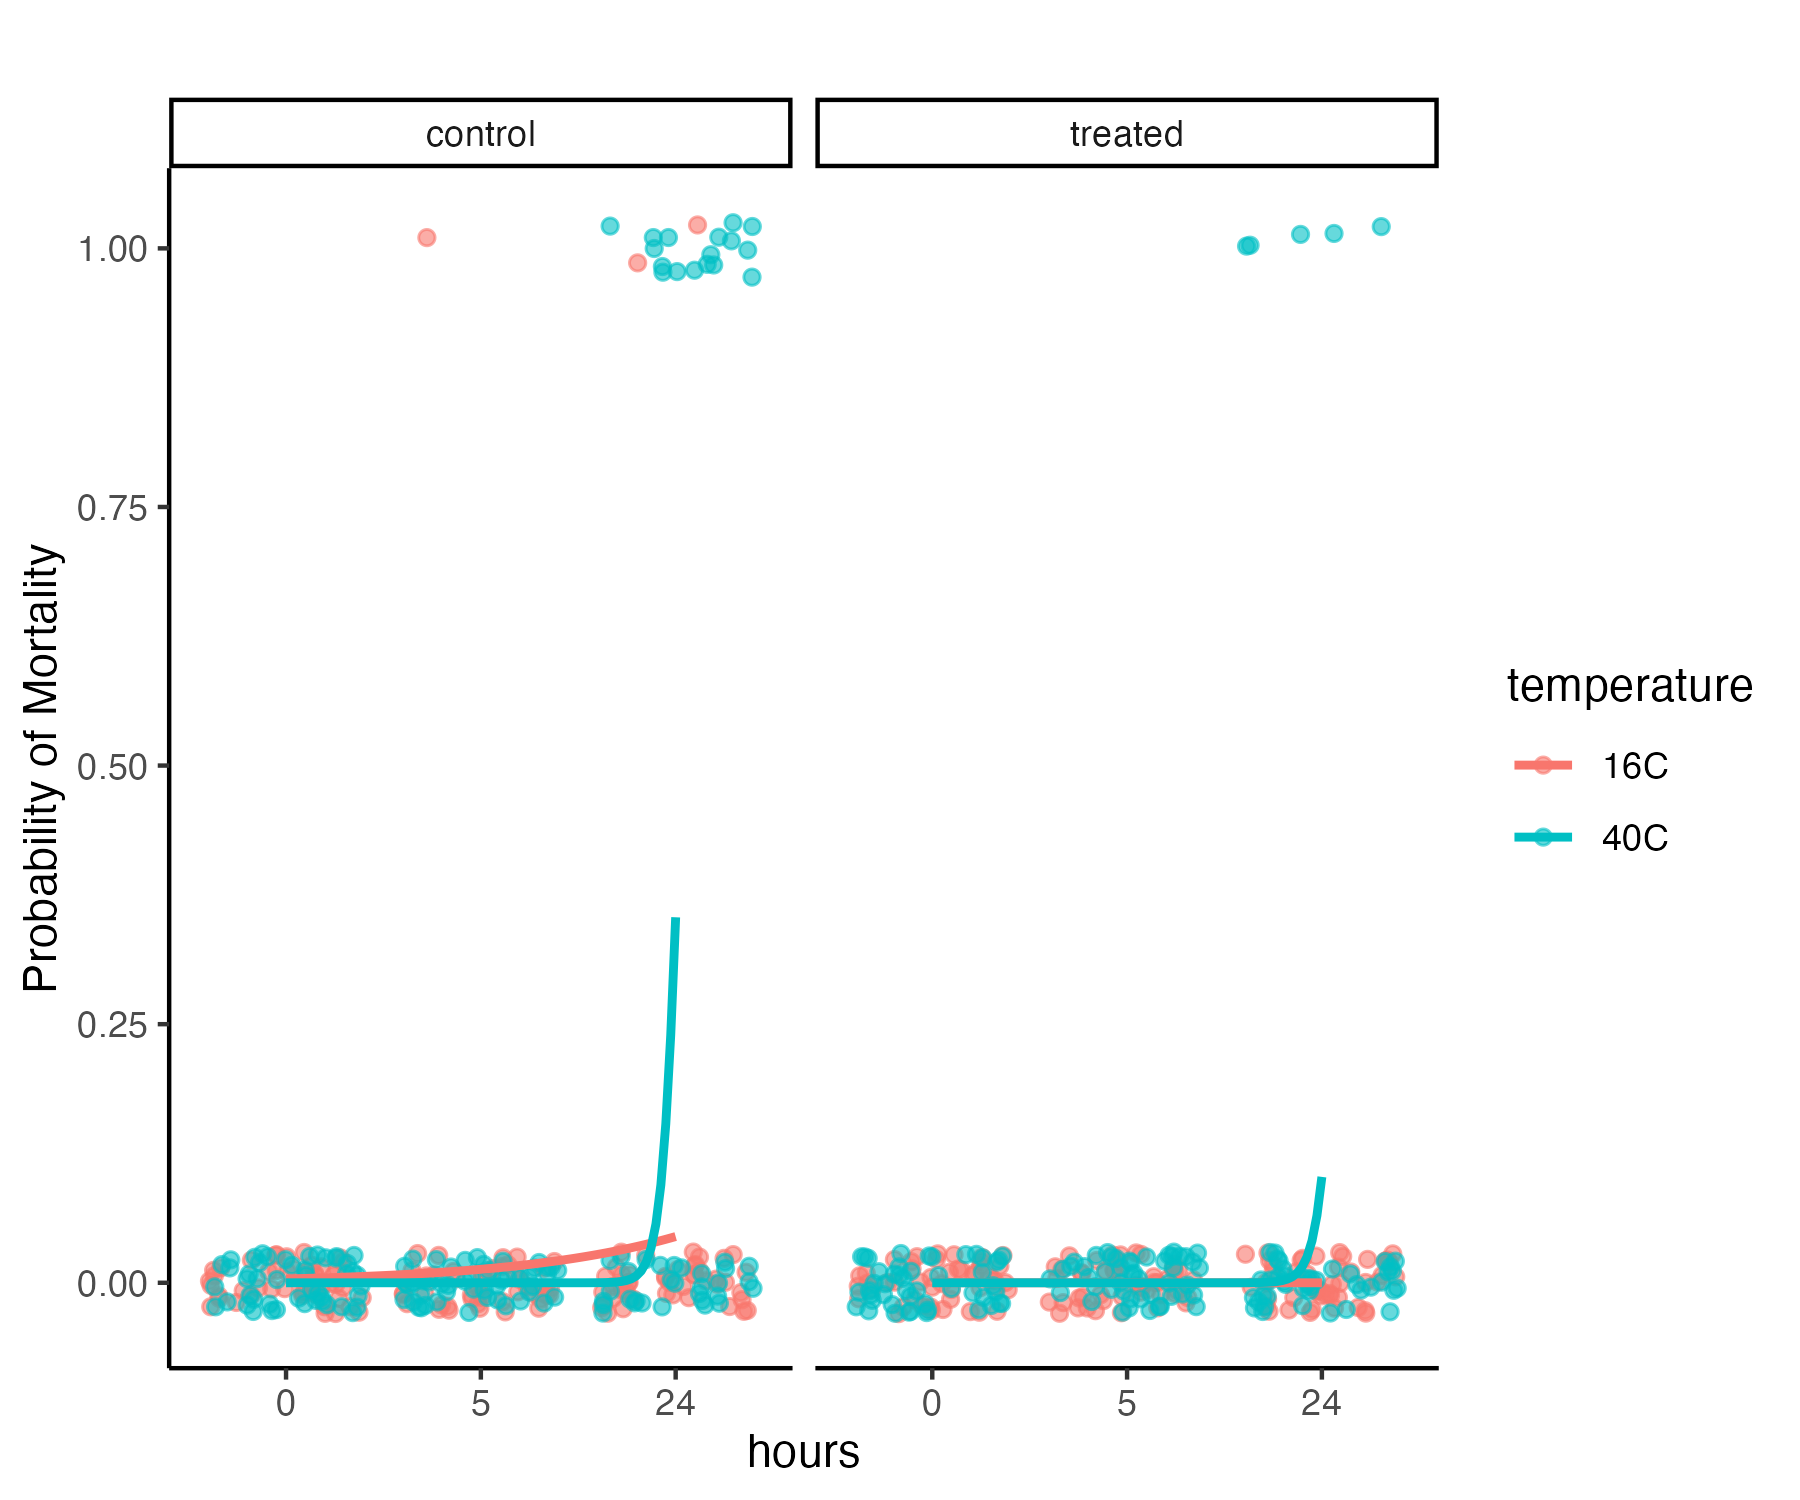 control
treated
1.00
0.75
0.50
0.25
0.00
Probability of Mortality
0 5 24
0 5 24
hours
temperature
16C
40C